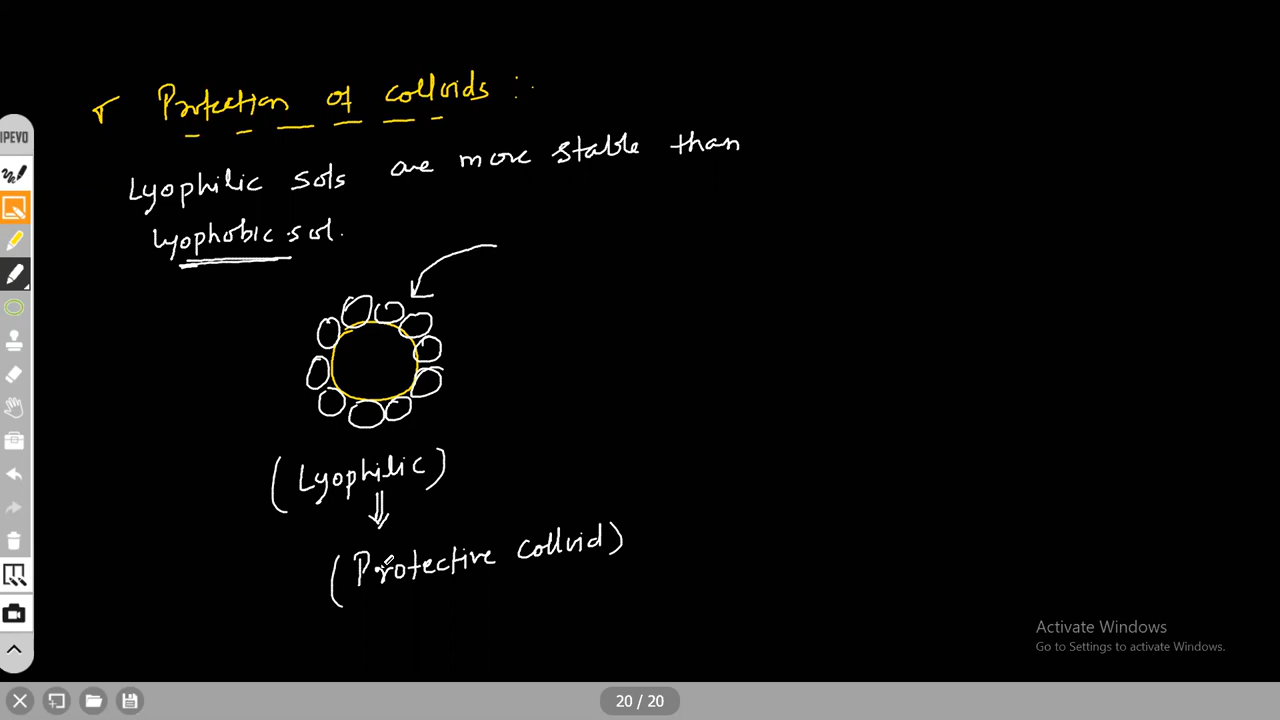 Protection of colloids :.
Lyophilic sols are more stable than
lyophobic sol.
(Lyophilic)
(Protective colloid)
IPEVO
Activate Windows
Go to Settings to activate Windows.
20 / 20